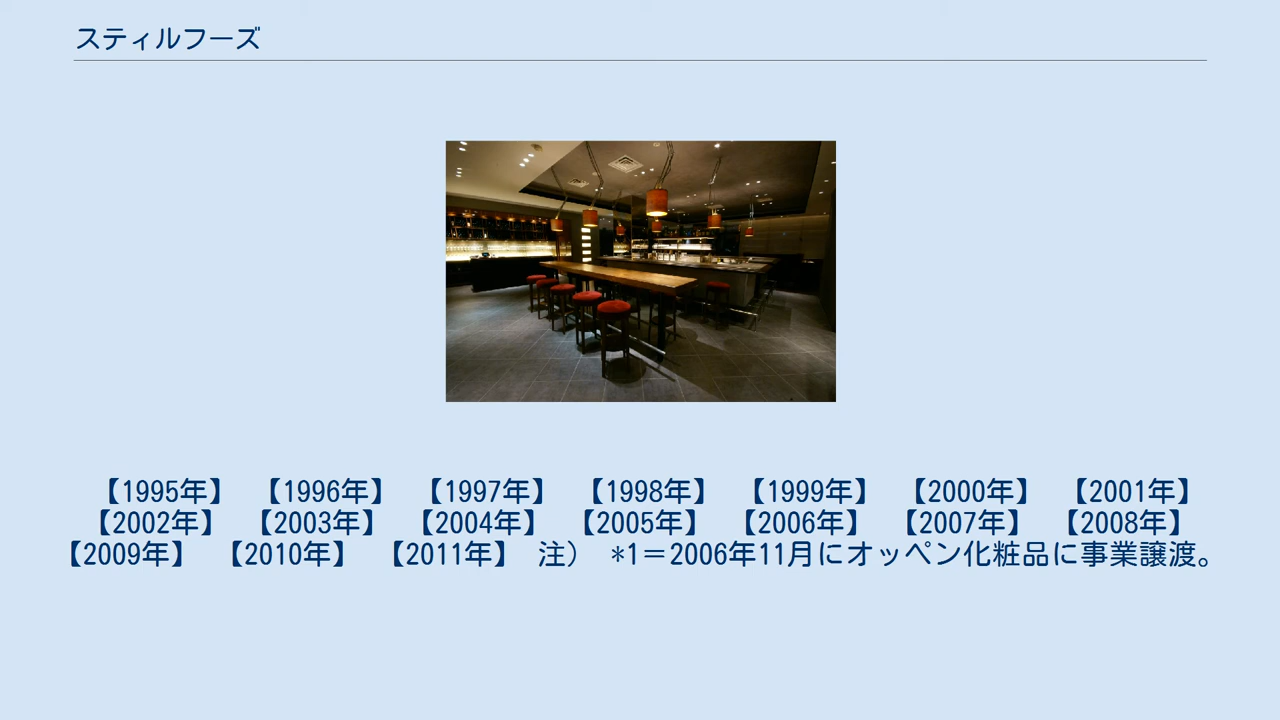 スティルフーズ
【1995年】 【1996年】 【1997年】 【1998年】 【1999年】 【2000年】 【2001年】
【2002年】 【2003年】 【2004年】 【2005年】 【2006年】 【2007年】 【2008年】
【2009年】 【2010年】 【2011年】 注） *1＝2006年11月にオッペン化粧品に事業譲渡。